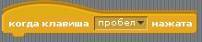 когда клавиша пробел нажата